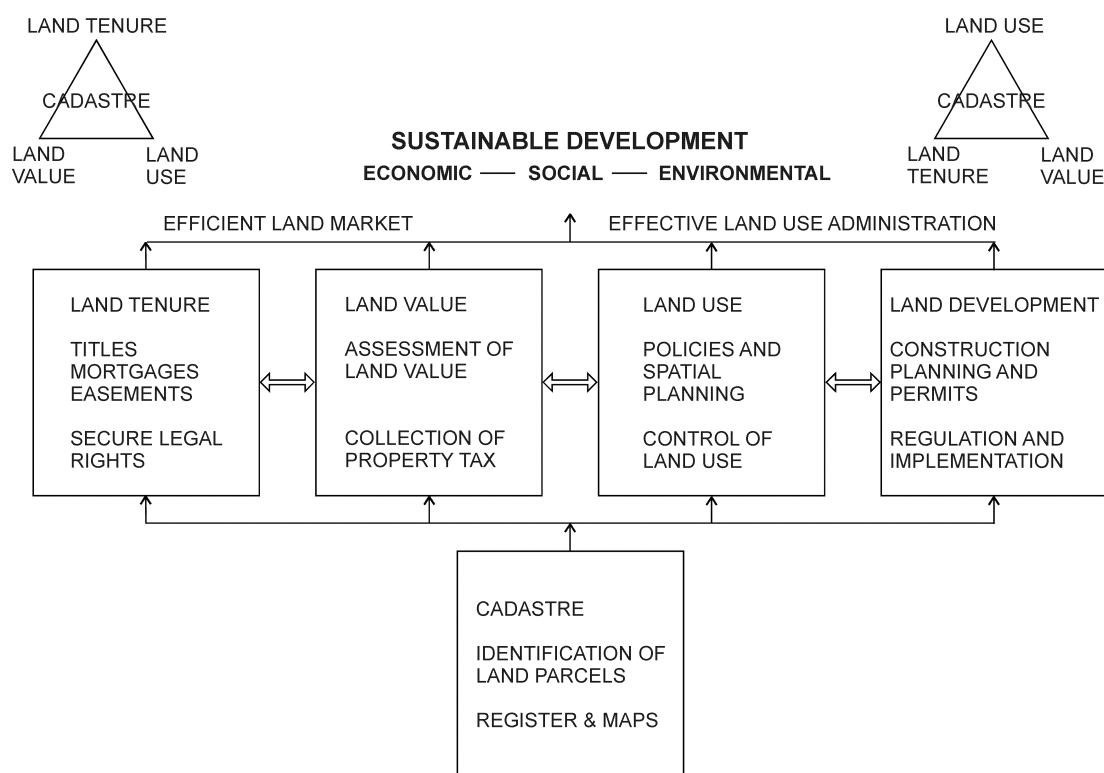 LAND TENURE
CADASTRE
LAND
VALUE
LAND
USE
LAND USE
CADASTRE
LAND
TENURE
LAND
VALUE
SUSTAINABLE DEVELOPMENT
ECONOMIC — SOCIAL — ENVIRONMENTAL
EFFICIENT LAND MARKET
EFFECTIVE LAND USE ADMINISTRATION
LAND TENURE
TITLES
MORTGAGES
EASEMENTS
SECURE LEGAL
RIGHTS
LAND VALUE
ASSESSMENT OF
LAND VALUE
COLLECTION OF
PROPERTY TAX
LAND USE
POLICIES AND
SPATIAL
PLANNING
CONTROL OF
LAND USE
LAND DEVELOPMENT
CONSTRUCTION
PLANNING AND
PERMITS
REGULATION AND
IMPLEMENTATION
CADASTRE
IDENTIFICATION OF
LAND PARCELS
REGISTER & MAPS